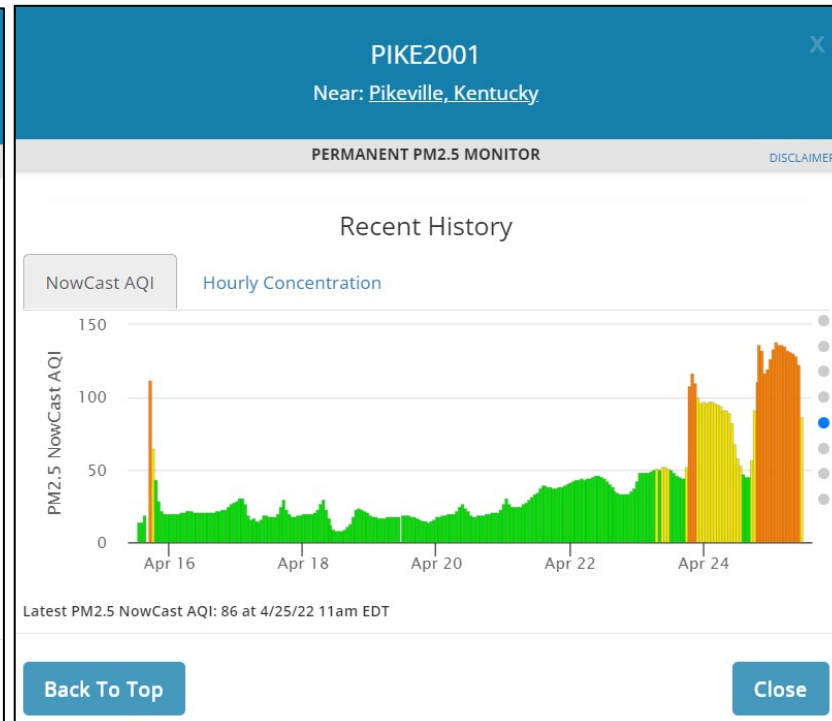 PIKE2001
X
Near: Pikeville, Kentucky
PERMANENT PM2.5 MONITOR
DISCLAIMER
Recent History
NowCast AQI
Hourly Concentration
PM2.5 NowCast AQI
150
100
50
0
Apr 16 Apr 18 Apr 20 Apr 22 Apr 24
Latest PM2.5 NowCast AQI: 86 at 4/25/22 11am EDT
Back To Top
Close